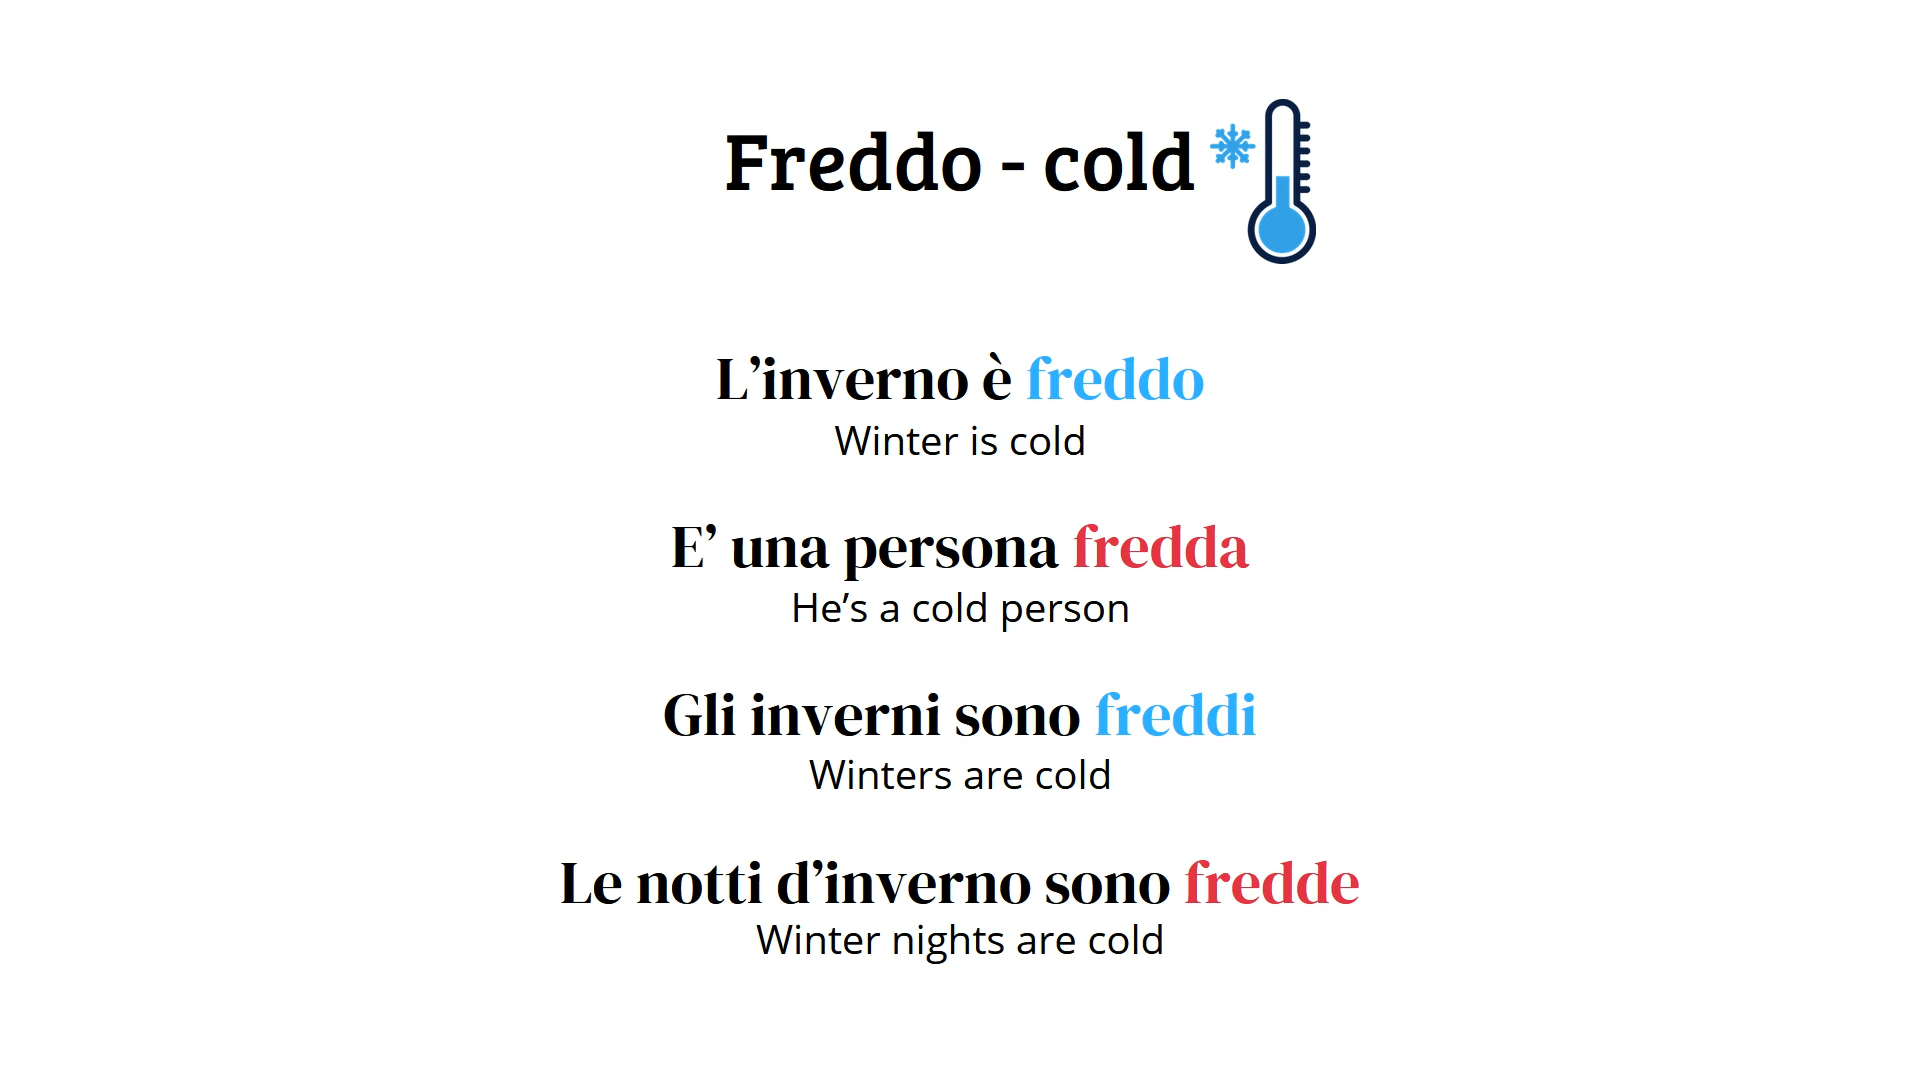 Freddo - cold
L’inverno è freddo
Winter is cold
E’ una persona fredda
He’s a cold person
Gli inverni sono freddi
Winters are cold
Le notti d’inverno sono fredde
Winter nights are cold